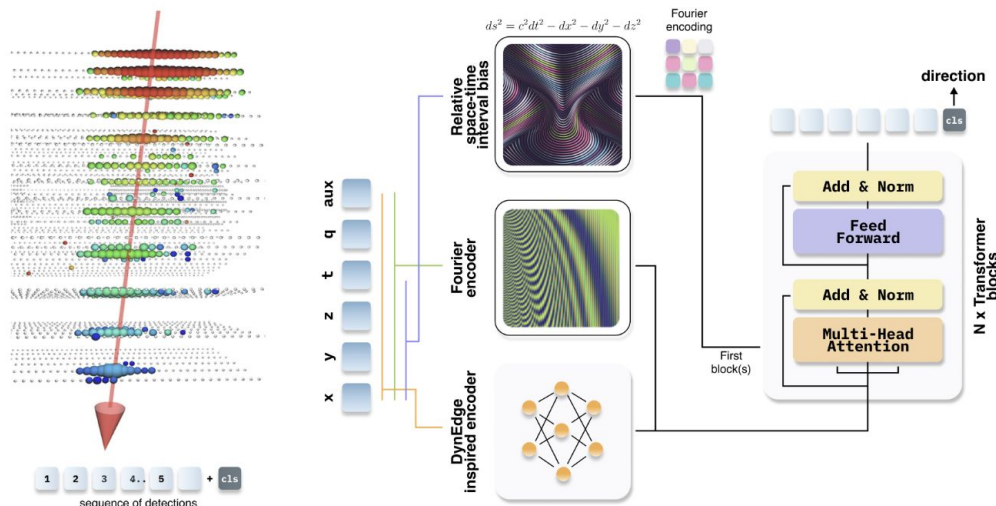 ds² = c²dt² − dx² − dy² − dz²
Fourier
encoding
Relative
space-time
interval bias
direction
cls
aux
q
t
z
y
x
Fourier
encoder
Add & Norm
Feed
Forward
Add & Norm
Multi-Head
Attention
N x Transformer
blocks
First
block(s)
DynEdge
inspired encoder
1 2 3 4.. 5 + cls
sequence of detections